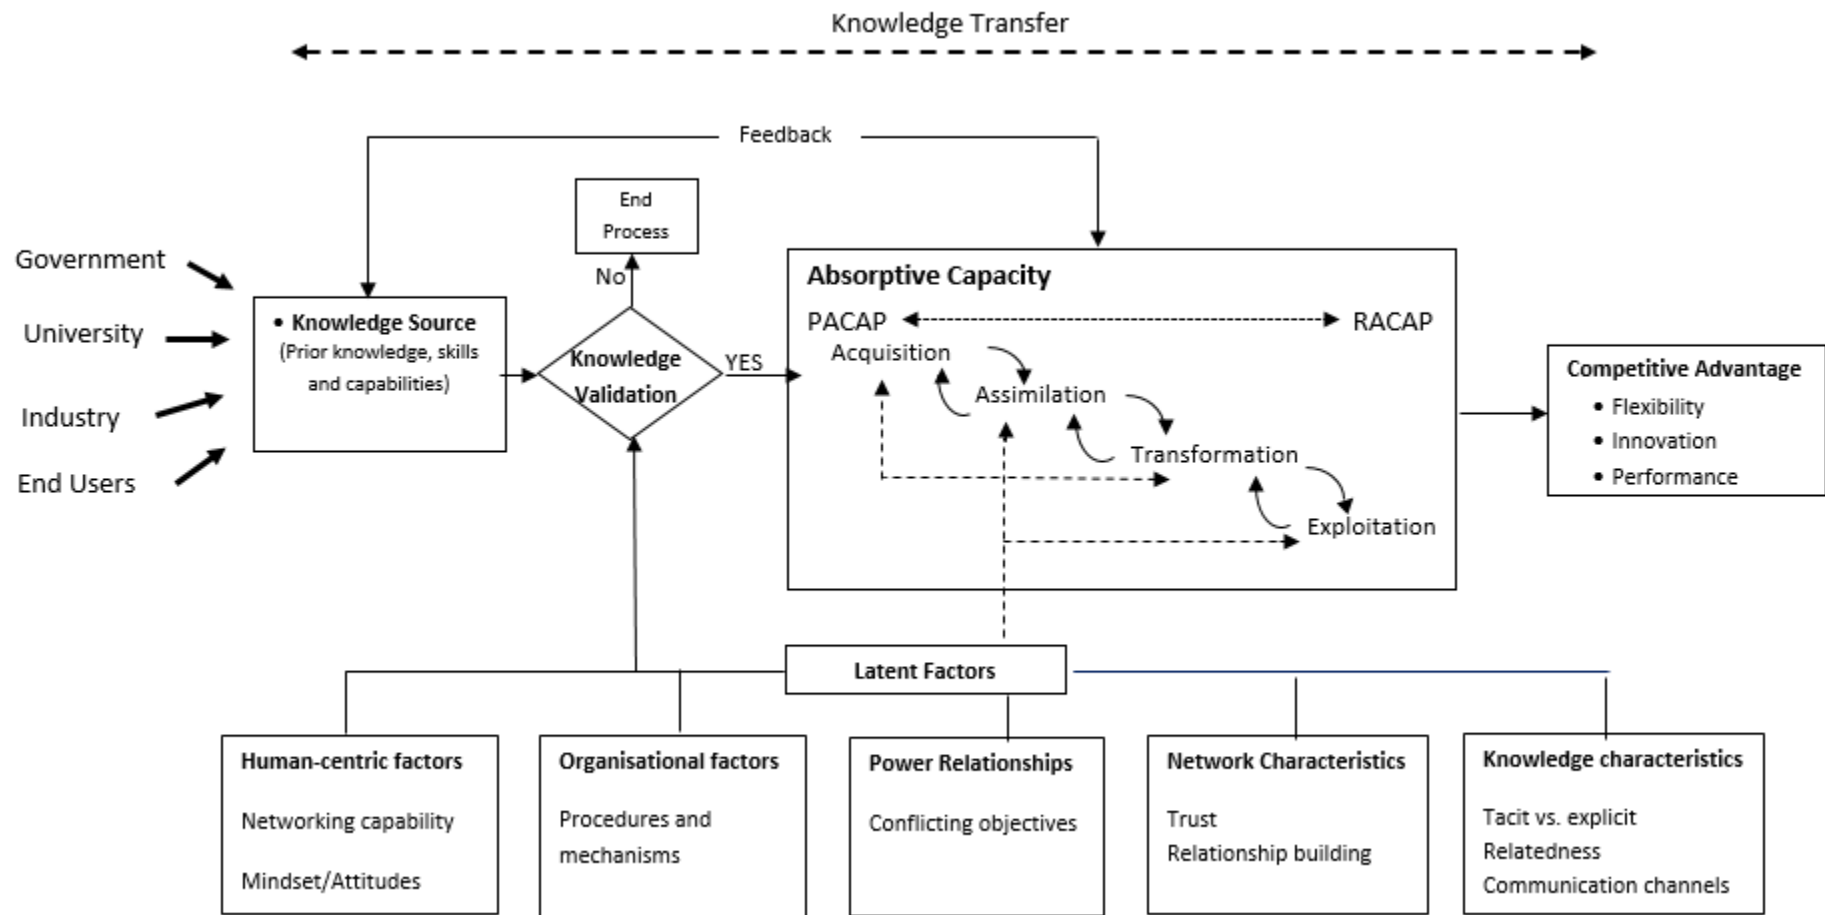 Knowledge Transfer
Feedback
End
Process
No
Government
University
Industry
End Users
• Knowledge Source
(Prior knowledge, skills
and capabilities)
Knowledge
Validation
YES
Absorptive Capacity
PACAP
RACAP
Acquisition
Assimilation
Transformation
Exploitation
Competitive Advantage
• Flexibility
• Innovation
• Performance
Latent Factors
Human-centric factors
Networking capability
Mindset/Attitudes
Organisational factors
Procedures and
mechanisms
Power Relationships
Conflicting objectives
Network Characteristics
Trust
Relationship building
Knowledge characteristics
Tacit vs. explicit
Relatedness
Communication channels